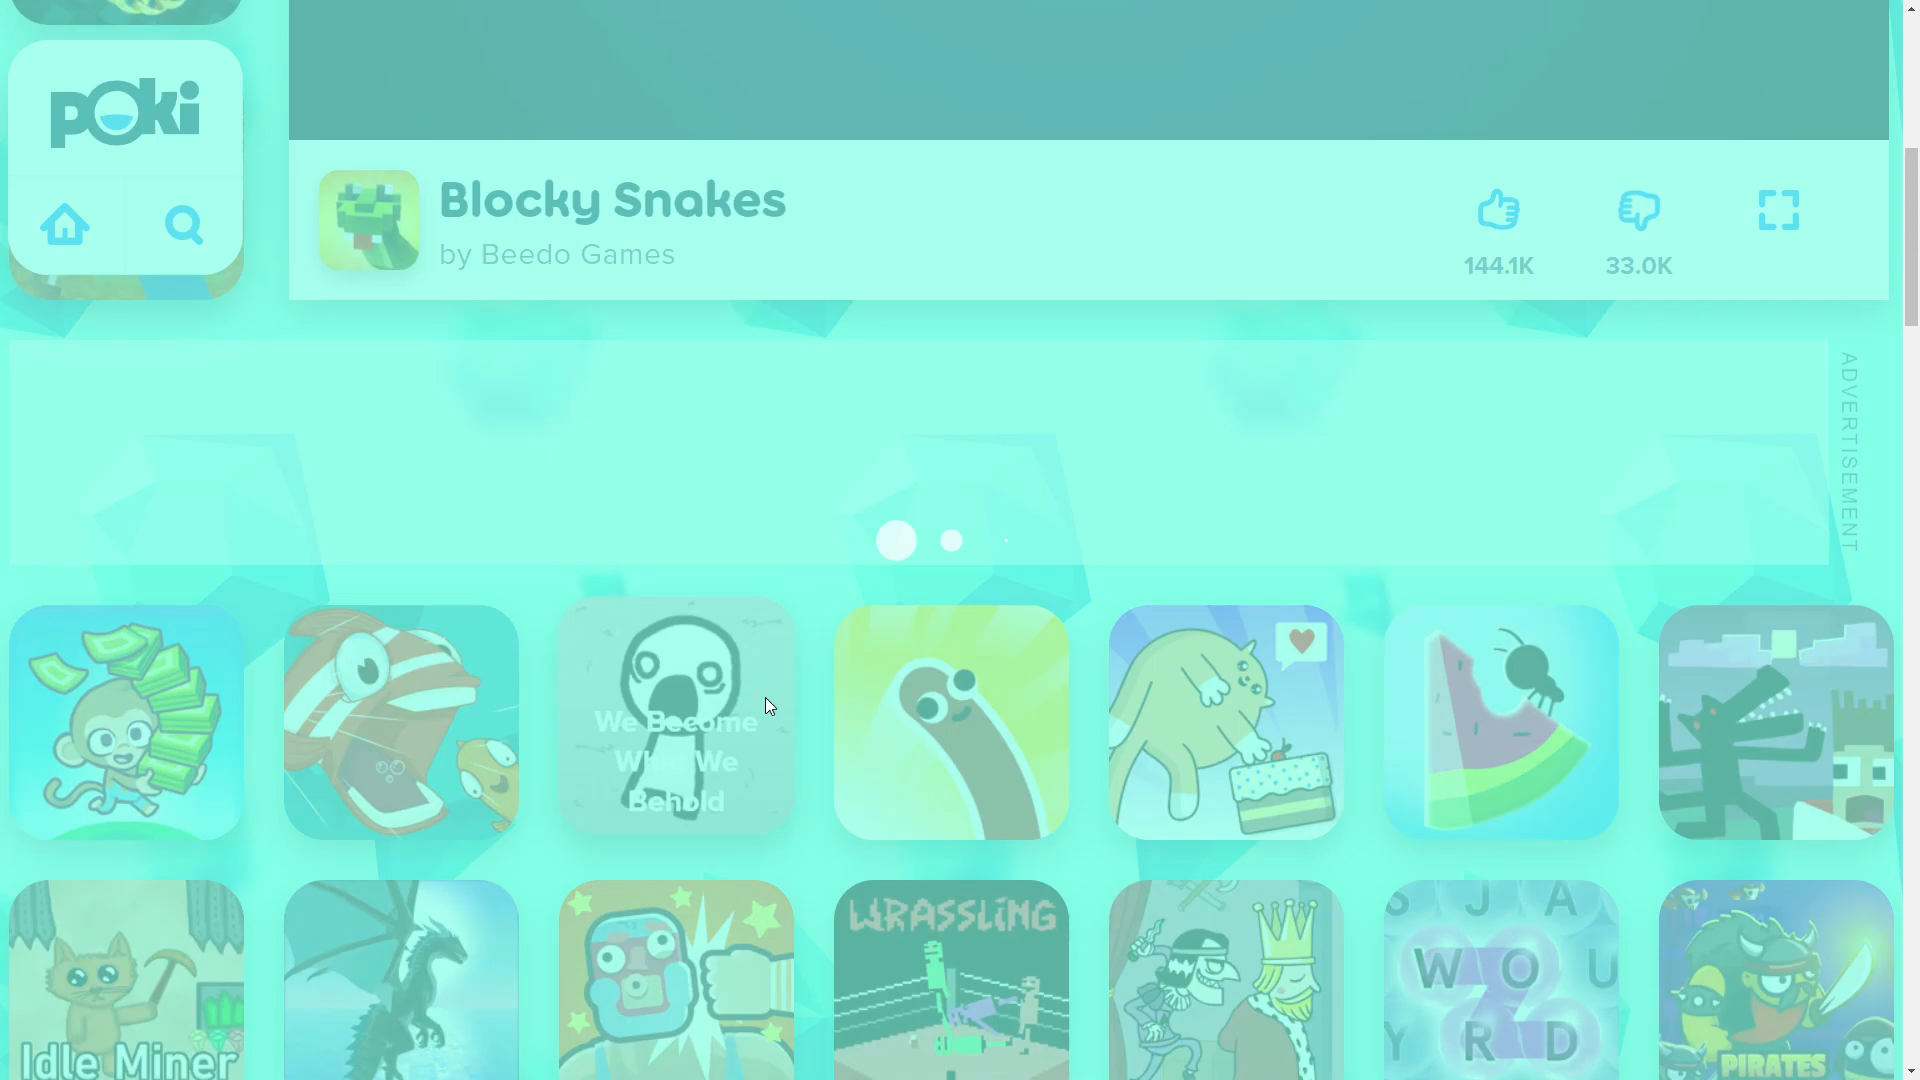 poki
Blocky Snakes
by Beedo Games
144.1K
33.0K
ADVERTISEMENT
We Become
What We
Behold
WRASSLING
S J A
W O U
Y R D
Idle Miner
PIRATES